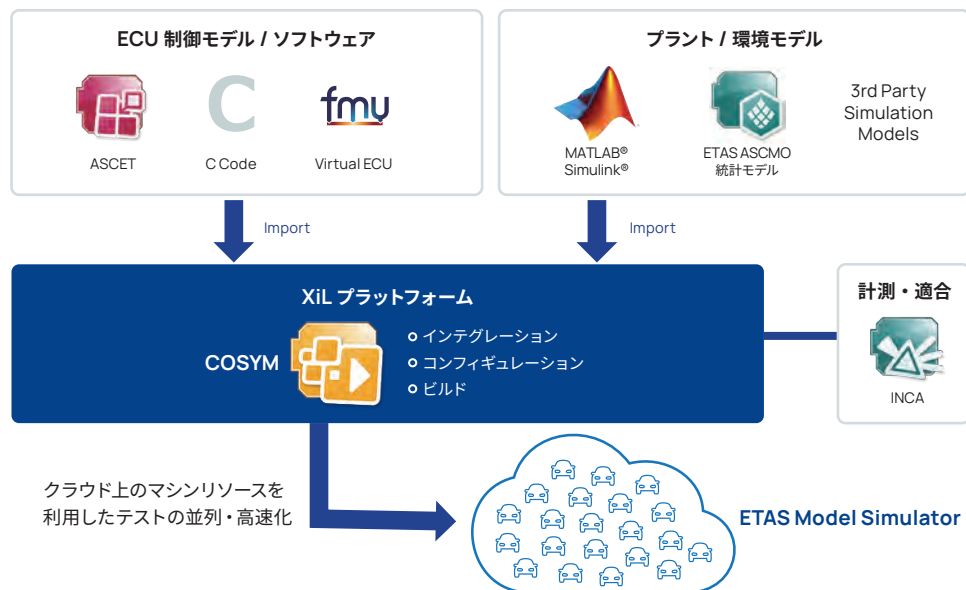 ECU 制御モデル / ソフトウェア
ASCET
C
C Code
fmu
Virtual ECU
プラント / 環境モデル
MATLAB®
Simulink®
ETAS ASCMO
統計モデル
3rd Party
Simulation
Models
Import
Import
XiL プラットフォーム
COSYM
インテグレーション
コンフィギュレーション
ビルド
計測・適合
INCA
クラウド上のマシンリソースを
利用したテストの並列・高速化
ETAS Model Simulator